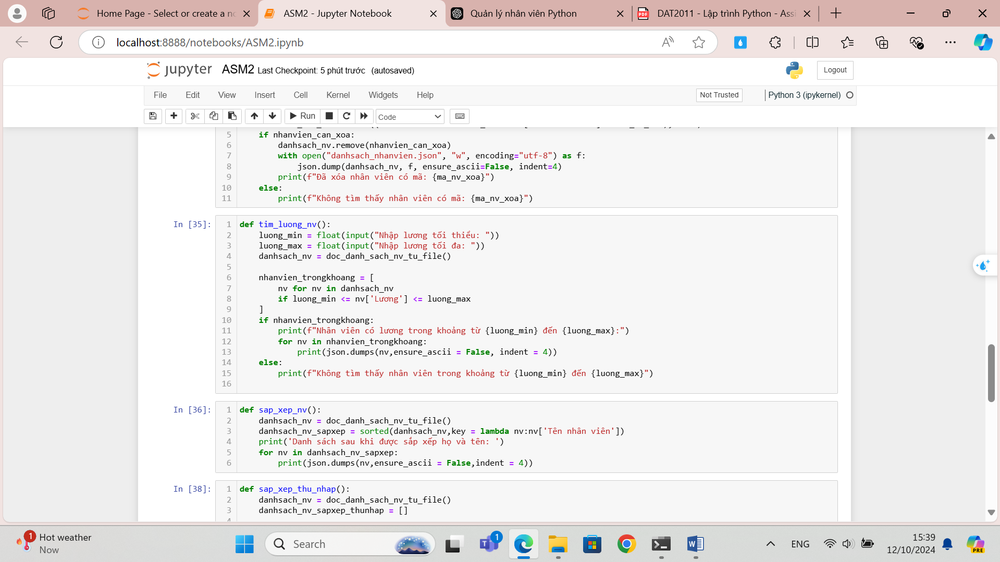 Home Page - Select or create a no
ASM2 - Jupyter Notebook
Quản lý nhân viên Python
DAT2011 - Lập trình Python - Assi
localhost:8888/notebooks/ASM2.ipynb
jupyter ASM2 Last Checkpoint: 5 phút trước (autosaved)
Logout
File Edit View Insert Cell Kernel Widgets Help
Not Trusted
Python 3 (ipykernel)
Run
Code
5 if nhanvien_can_xoa:
6 danhsach_nv.remove(nhanvien_can_xoa)
7 with open("danhsach_nhanvien.json", "w", encoding="utf-8") as f:
8 json.dump(danhsach_nv, f, ensure_ascii=False, indent=4)
9 print(f"Đã xóa nhân viên có mã: {ma_nv_xoa}")
10 else:
11 print(f"Không tìm thấy nhân viên có mã: {ma_nv_xoa}")
In [35]:
1 def tim_luong_nv():
2 luong_min = float(input("Nhập lương tối thiểu: "))
3 luong_max = float(input("Nhập lương tối đa: "))
4 danhsach_nv = doc_danh_sach_nv_tu_file()
5
6 nhanvien_trongkhoang = [
7 nv for nv in danhsach_nv
8 if luong_min <= nv['Lương'] <= luong_max
9 ]
10 if nhanvien_trongkhoang:
11 print(f"Nhân viên có lương trong khoảng từ {luong_min} đến {luong_max}:")
12 for nv in nhanvien_trongkhoang:
13 print(json.dumps(nv,ensure_ascii = False, indent = 4))
14 else:
15 print(f"Không tìm thấy nhân viên trong khoảng từ {luong_min} đến {luong_max}")
16
In [36]:
1 def sap_xep_nv():
2 danhsach_nv = doc_danh_sach_nv_tu_file()
3 danhsach_nv_sapxep = sorted(danhsach_nv,key = lambda nv:nv['Tên nhân viên'])
4 print('Danh sách sau khi được sắp xếp họ và tên: ')
5 for nv in danhsach_nv_sapxep:
6 print(json.dumps(nv,ensure_ascii = False,indent = 4))
In [38]:
1 def sap_xep_thu_nhap():
2 danhsach_nv = doc_danh_sach_nv_tu_file()
3 danhsach_nv_sapxep_thunhap = []
4
1
Hot weather
Now
Search
1
ENG
15:39
12/10/2024
PRE